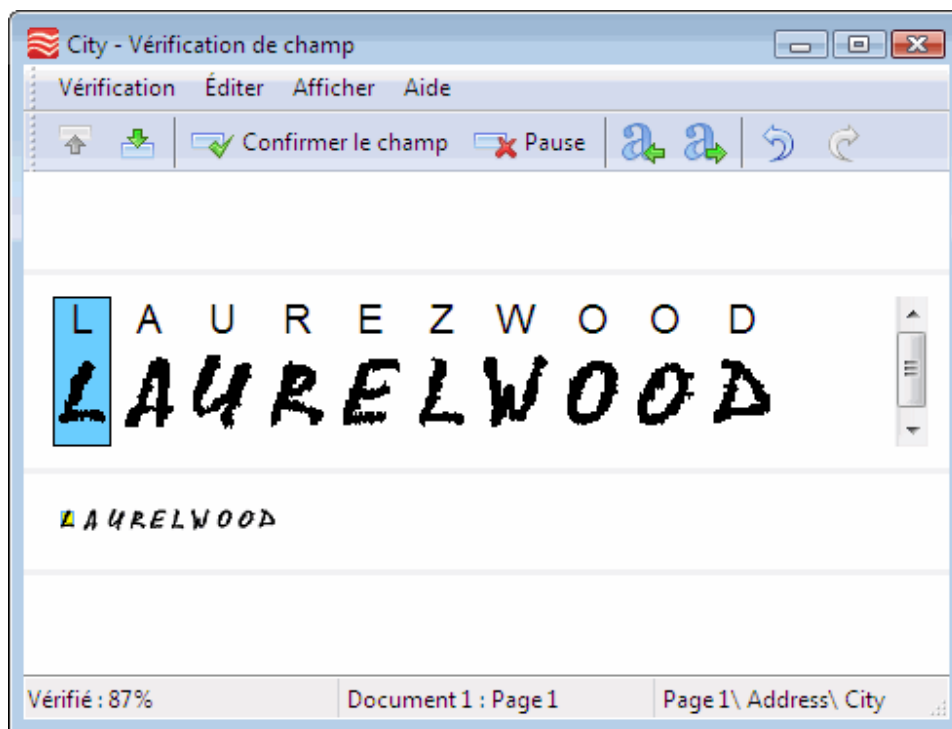 City - Vérification de champ
Vérification Éditer Afficher Aide
Confirmer le champ Pause a a
L A U R E Z W O O D
LAURELWOOD
LAURELWOOD
Vérifié : 87% Document 1 : Page 1 Page 1\ Address\ City